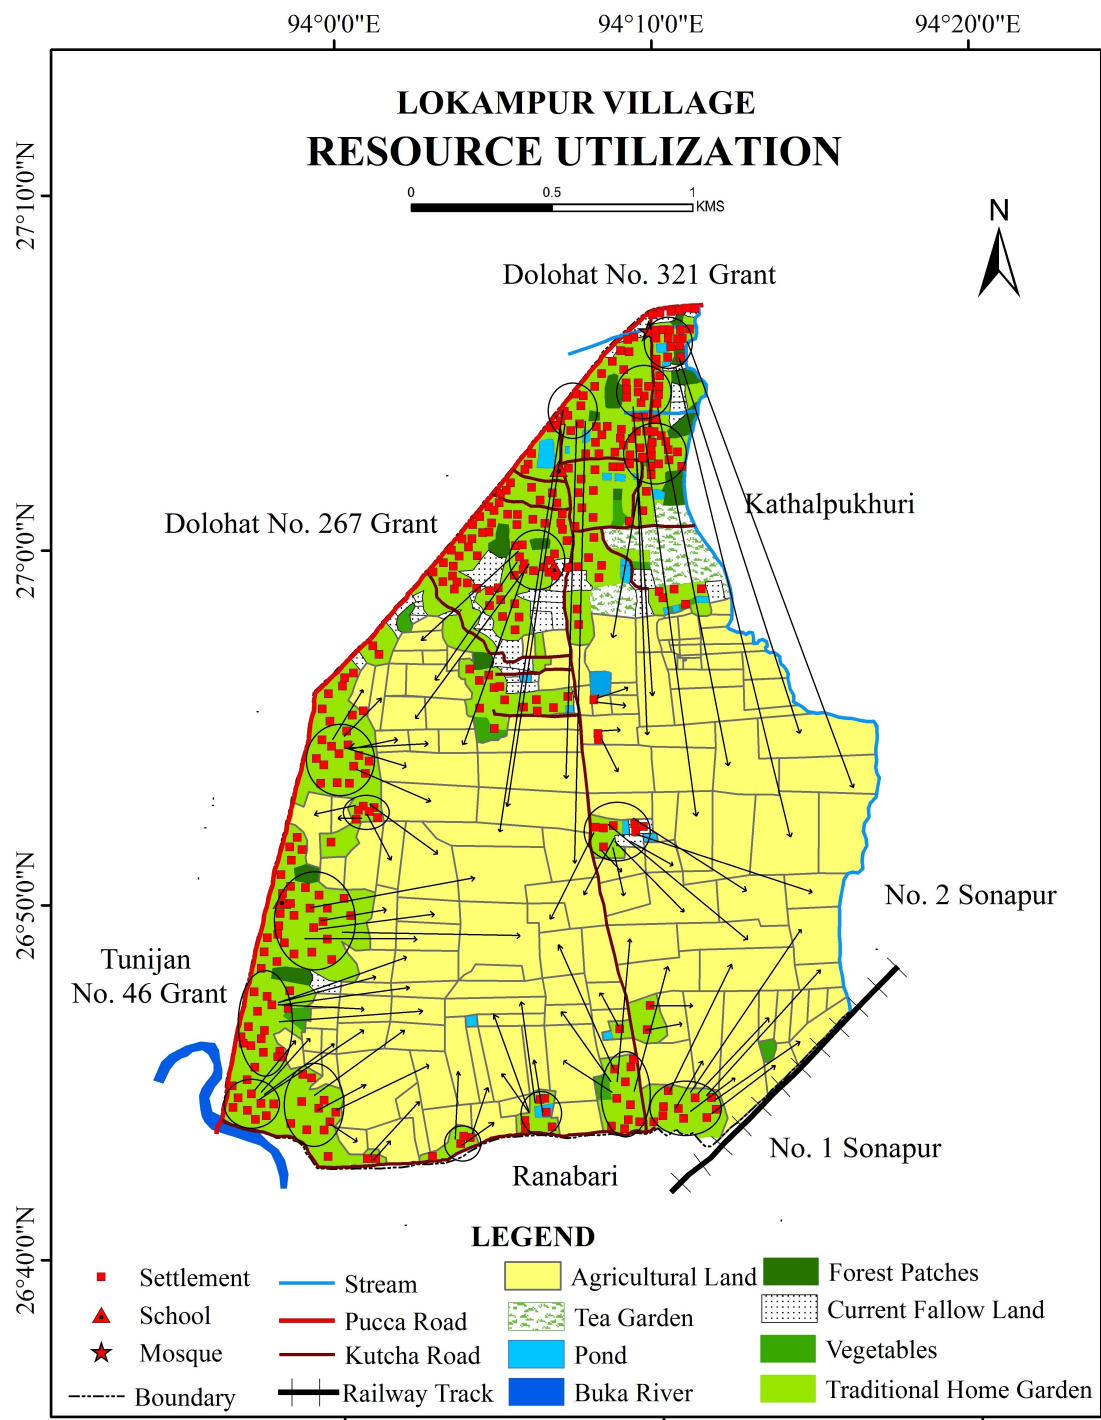 94°0'0"E 94°10'0"E 94°20'0"E
LOKAMPUR VILLAGE
RESOURCE UTILIZATION
0 0.5 1
KMS
N
27°10'0"N
Dolohat No. 321 Grant
Kathalpukhuri
Dolohat No. 267 Grant
27°0'0"N
No. 2 Sonapur
26°50'0"N
Tunijan
No. 46 Grant
No. 1 Sonapur
Ranabari
26°40'0"N
LEGEND
Settlement
School
Mosque
Boundary
Stream
Pucca Road
Kutcha Road
Railway Track
Agricultural Land
Tea Garden
Pond
Buka River
Forest Patches
Current Fallow Land
Vegetables
Traditional Home Garden